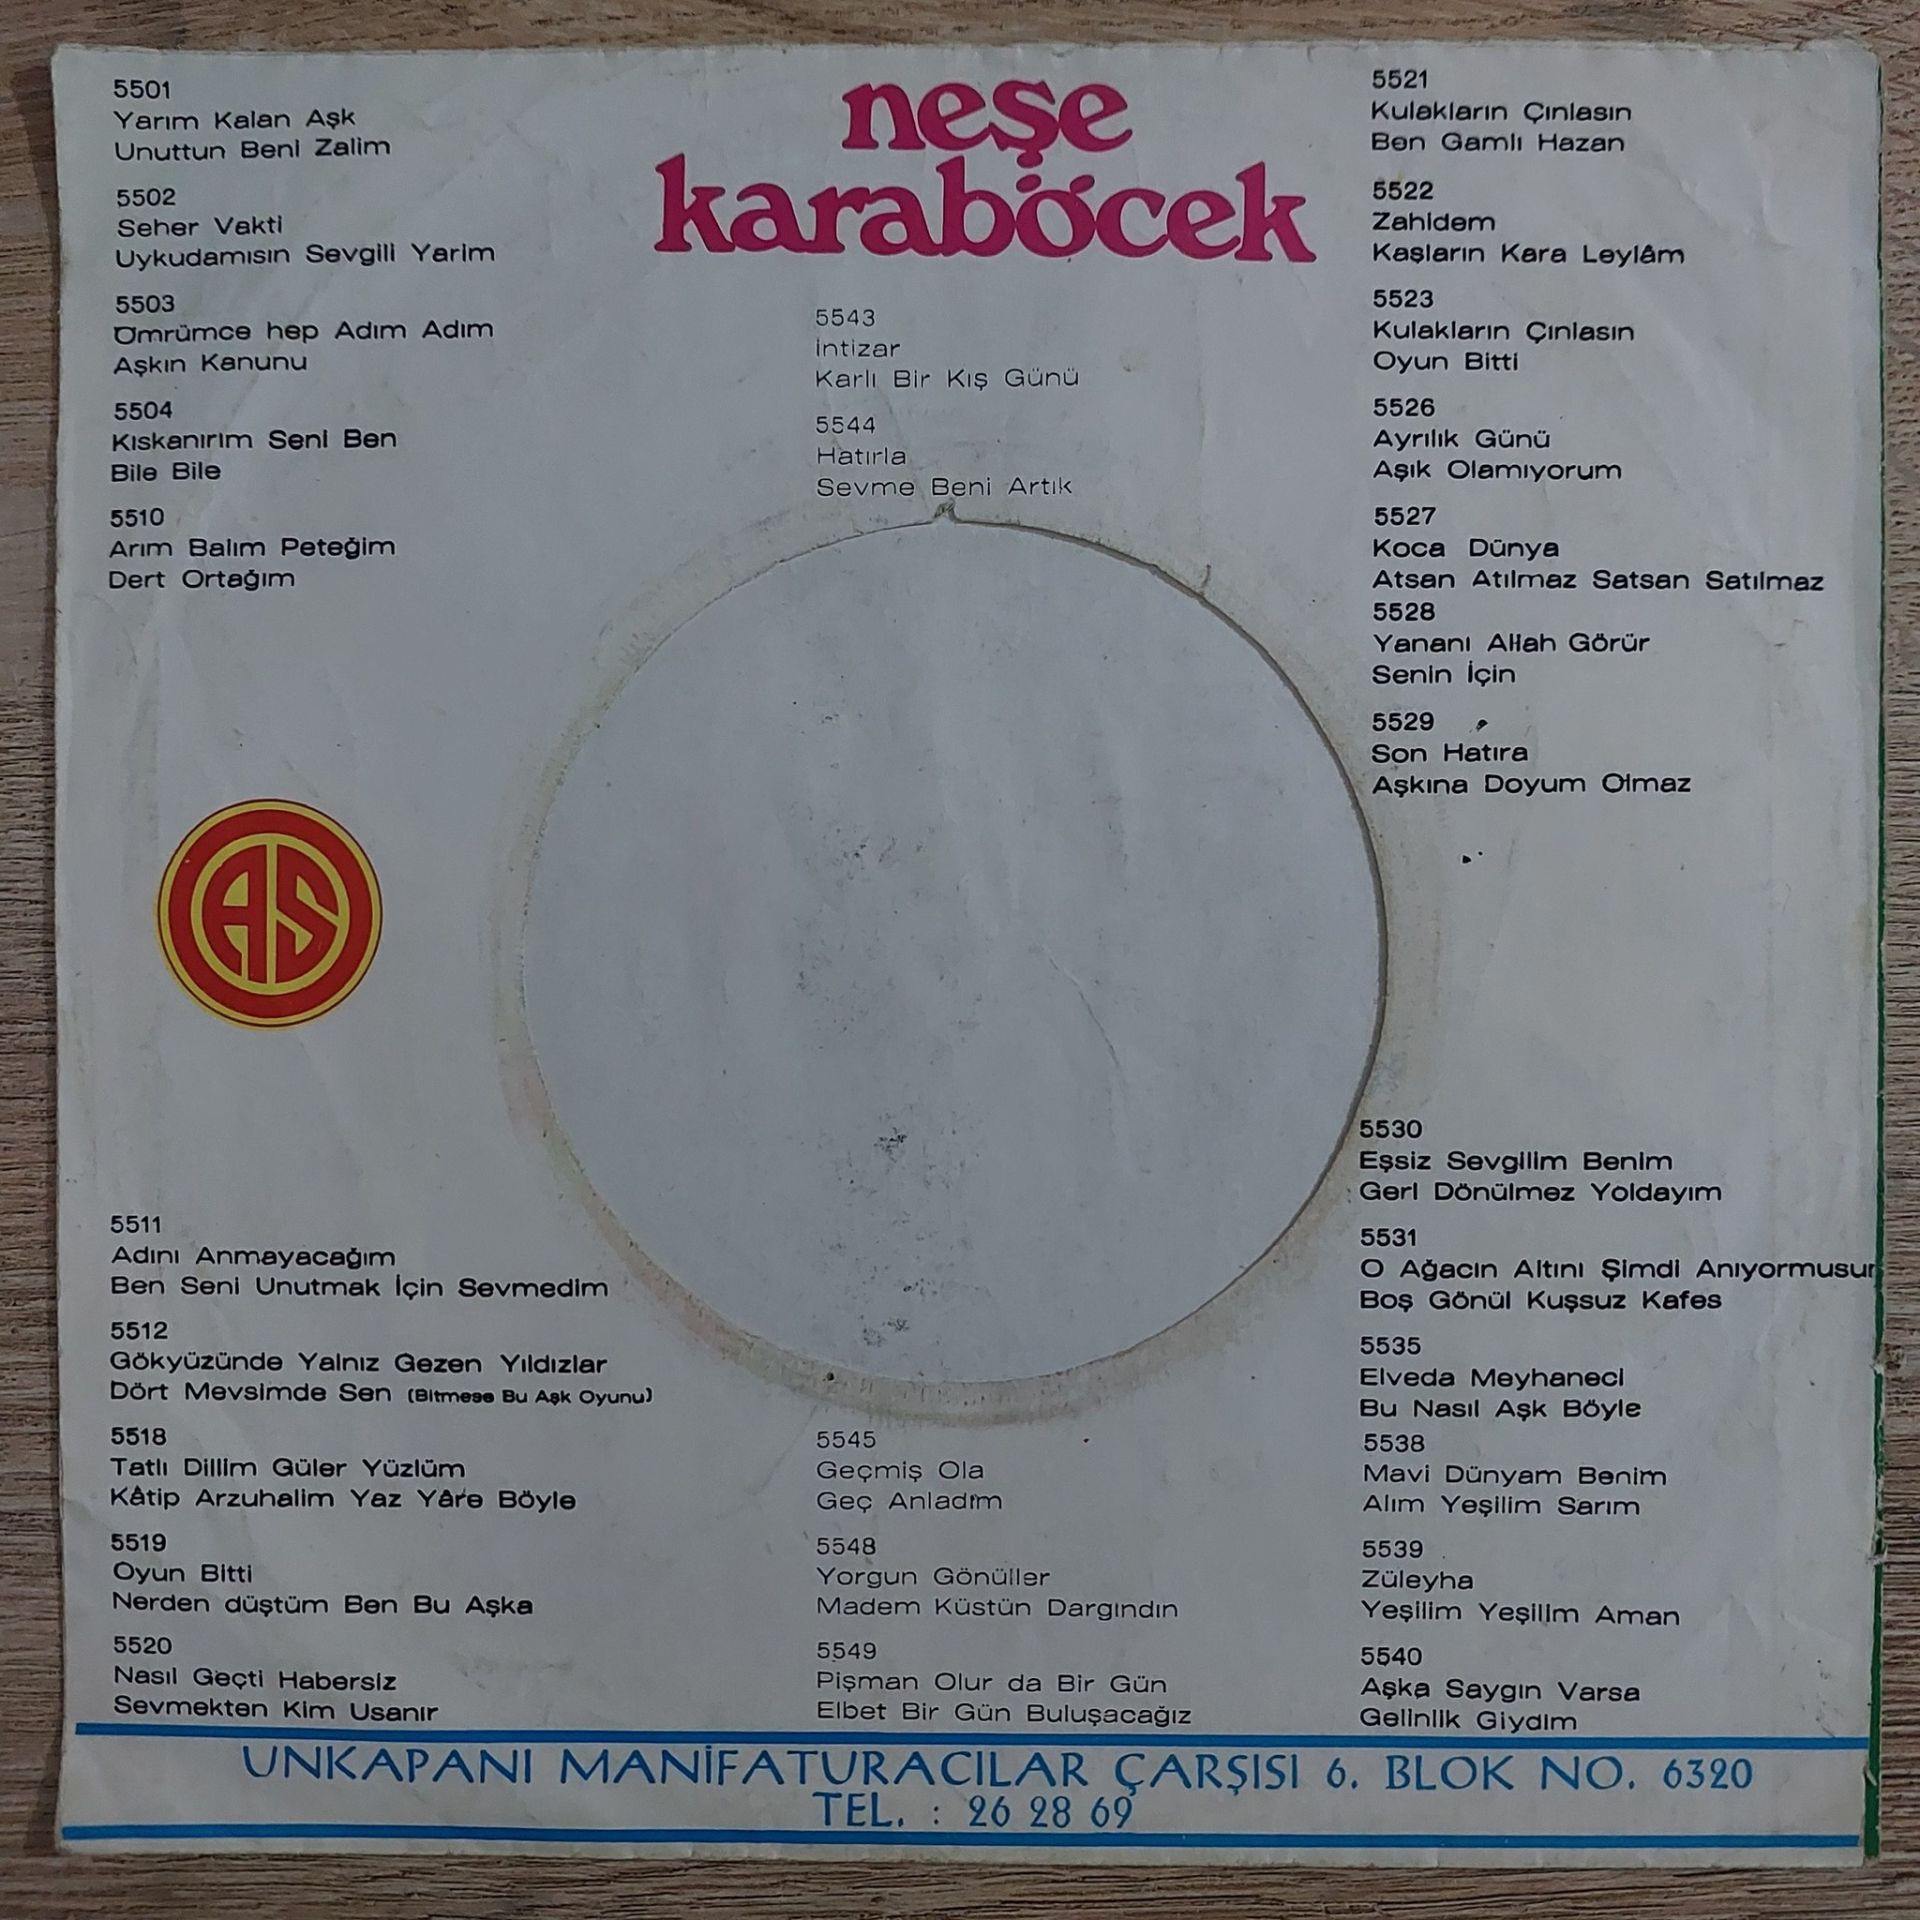 neşe
karaböcek
5501
Yarım Kalan Aşk
Unuttun Beni Zalim
5502
Seher Vakti
Uykudamısın Sevgili Yarim
5503
Ömrümce hep Adım Adım
Aşkın Kanunu
5504
Kıskanırım Seni Ben
Bile Bile
5510
Arım Balım Peteğim
Dert Ortağım
AS
5511
Adını Anmayacağım
Ben Seni Unutmak İçin Sevmedim
5512
Gökyüzünde Yalnız Gezen Yıldızlar
Dört Mevsimde Sen (Bitmese Bu Aşk Oyunu)
5518
Tatlı Dillim Güler Yüzlüm
Kâtip Arzuhalim Yaz Yâre Böyle
5519
Oyun Bitti
Nerden düştüm Ben Bu Aşka
5520
Nasıl Geçti Habersiz
Sevmekten Kim Usanır
5543
İntizar
Karlı Bir Kış Günü
5544
Hatırla
Sevme Beni Artık
5545
Geçmiş Ola
Geç Anladım
5548
Yorgun Gönüller
Madem Küstün Dargındın
5549
Pişman Olur da Bir Gün
Elbet Bir Gün Buluşacağız
5521
Kulakların Çınlasın
Ben Gamlı Hazan
5522
Zahidem
Kaşların Kara Leylâm
5523
Kulakların Çınlasın
Oyun Bitti
5526
Ayrılık Günü
Aşık Olamıyorum
5527
Koca Dünya
Atsan Atılmaz Satsan Satılmaz
5528
Yananı Allah Görür
Senin İçin
5529
Son Hatıra
Aşkına Doyum Olmaz
5530
Eşsiz Sevgilim Benim
Geri Dönülmez Yoldayım
5531
O Ağacın Altını Şimdi Anıyormusun
Boş Gönül Kuşsuz Kafes
5535
Elveda Meyhaneci
Bu Nasıl Aşk Böyle
5538
Mavi Dünyam Benim
Alım Yeşilim Sarım
5539
Züleyha
Yeşilim Yeşilim Aman
5540
Aşka Saygın Varsa
Gelinlik Giydim
UNKAPANI MANİFATURACILAR ÇARŞISI 6. BLOK NO. 6320
TEL. : 26 28 69